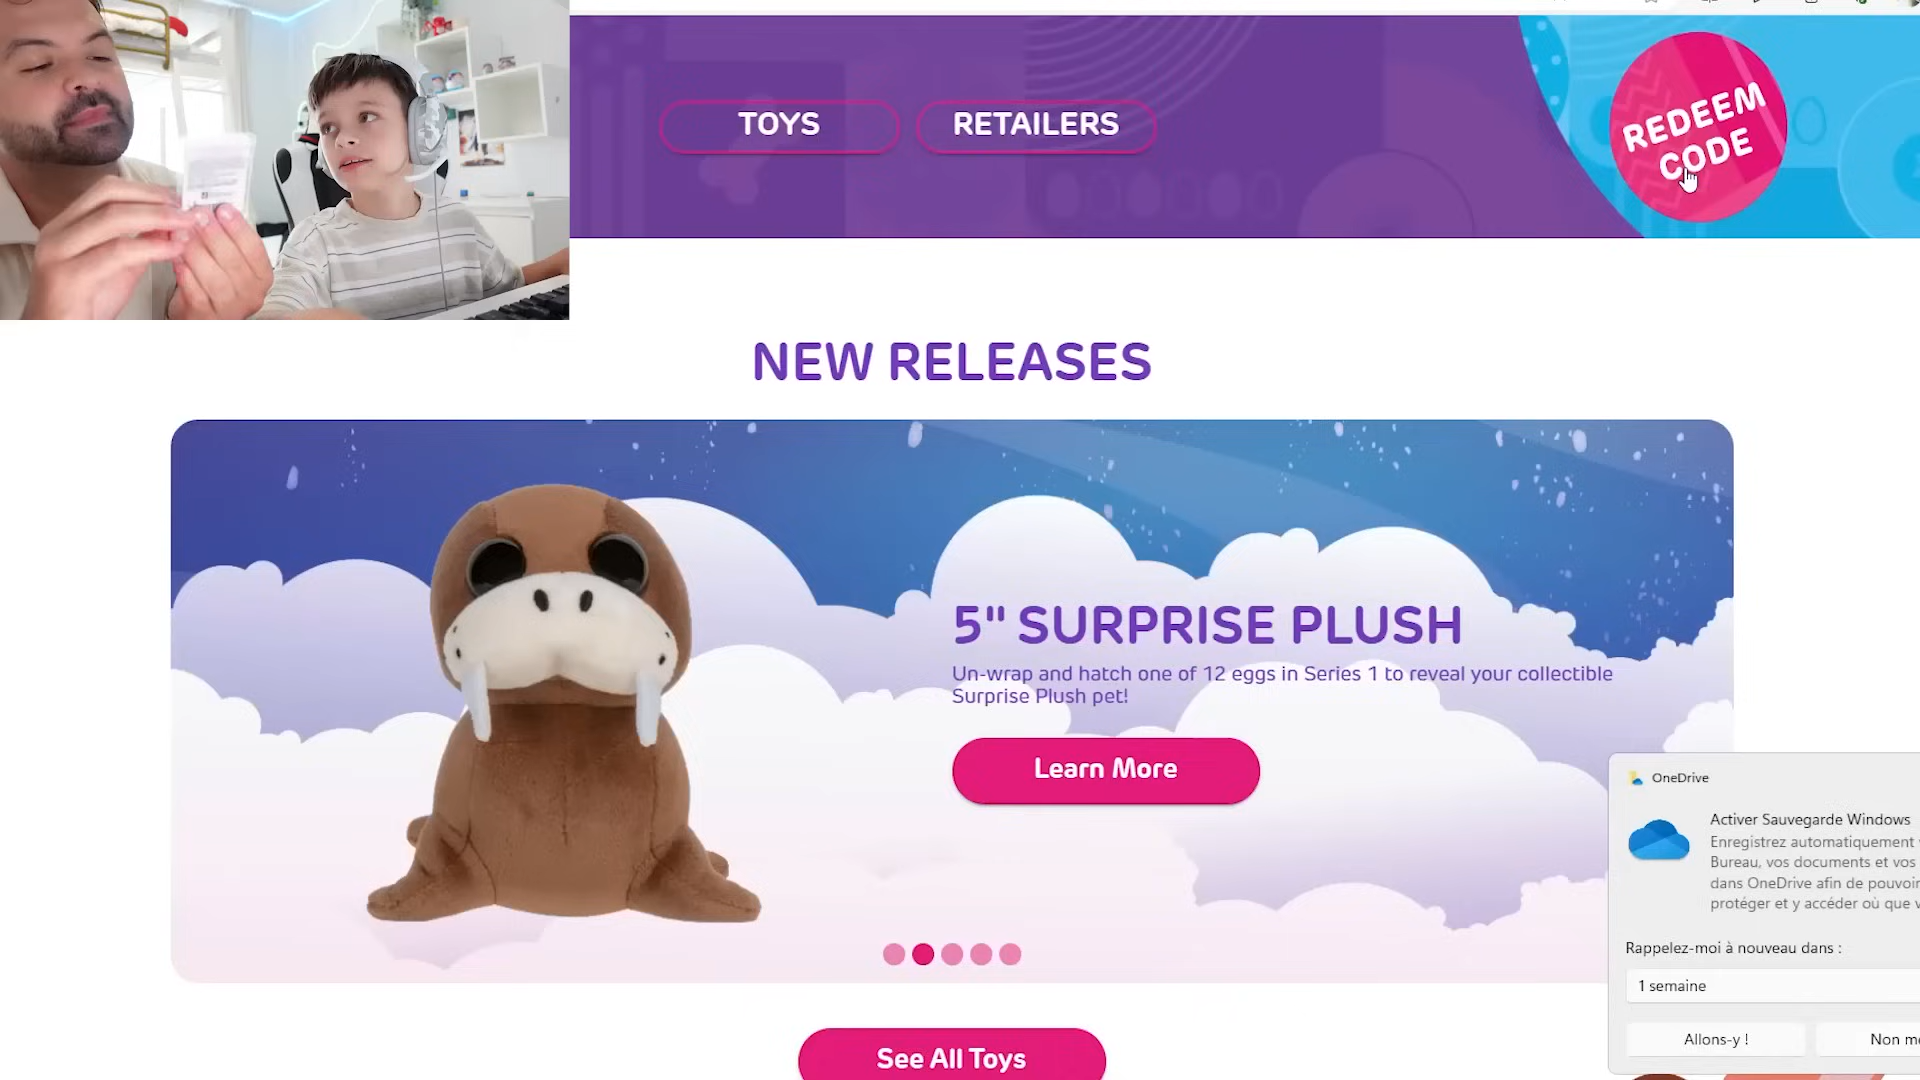 TOYS
RETAILERS
REDEEM
CODE
NEW RELEASES
5" SURPRISE PLUSH
Un-wrap and hatch one of 12 eggs in Series 1 to reveal your collectible
Surprise Plush pet!
Learn More
See All Toys
OneDrive
Activer Sauvegarde Windows
Enregistrez automatiquement
Bureau, vos documents et vos
dans OneDrive afin de pouvoir
protéger et y accéder où que
Rappelez-moi à nouveau dans :
1 semaine
Allons-y !
Non